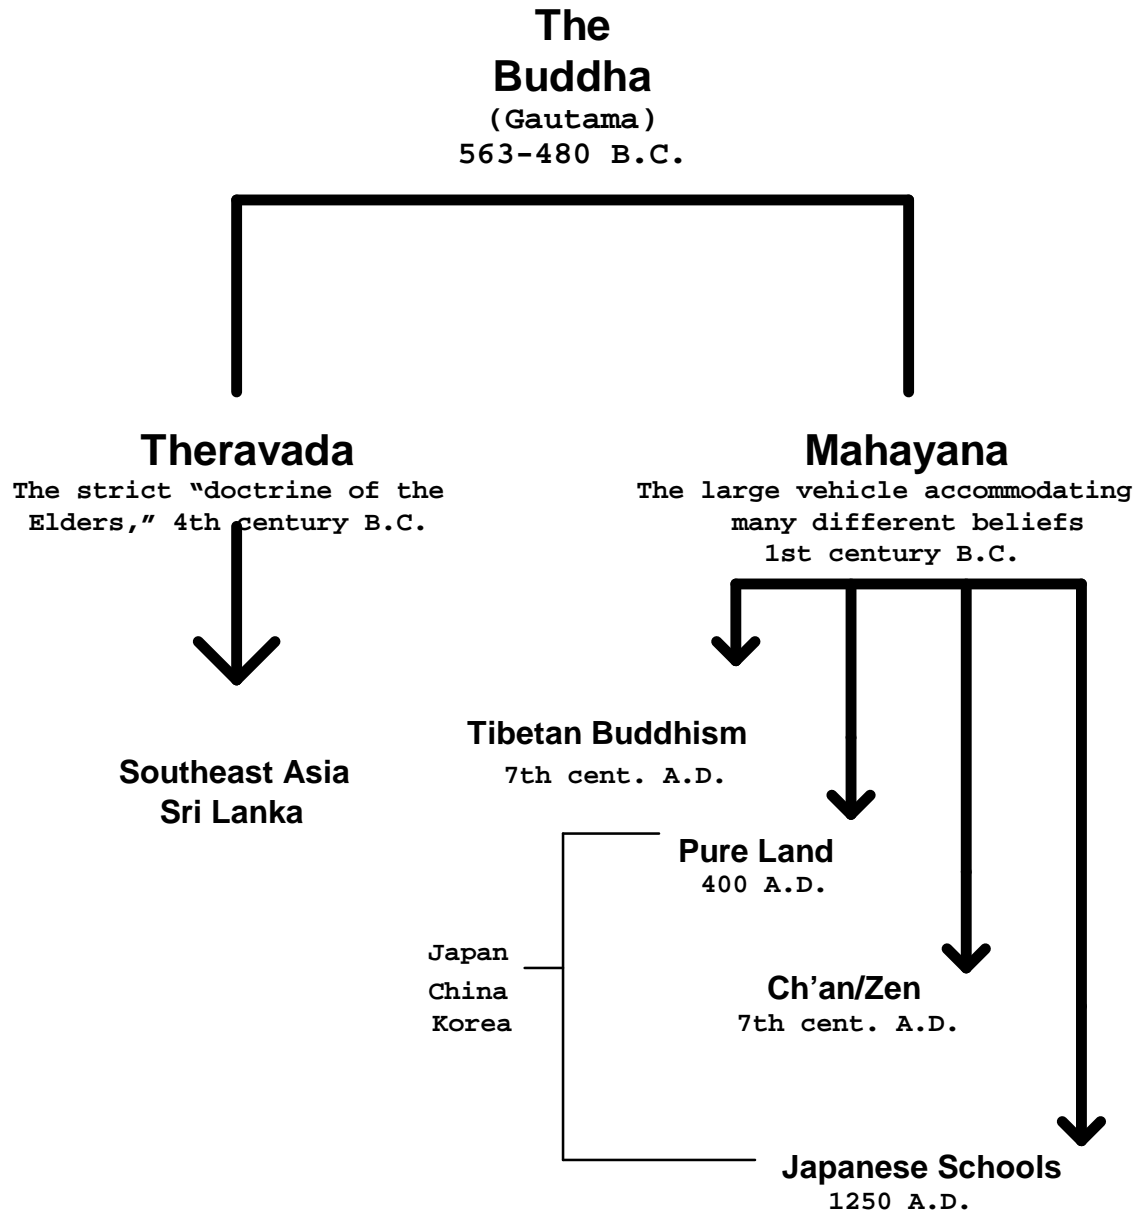 The
Buddha
(Gautama)
563-480 B.C.
Theravada
The strict “doctrine of the
Elders,” 4th century B.C.
Mahayana
The large vehicle accommodating
many different beliefs
1st century B.C.
Southeast Asia
Sri Lanka
Tibetan Buddhism
7th cent. A.D.
Pure Land
400 A.D.
Japan
China
Korea
Ch’an/Zen
7th cent. A.D.
Japanese Schools
1250 A.D.